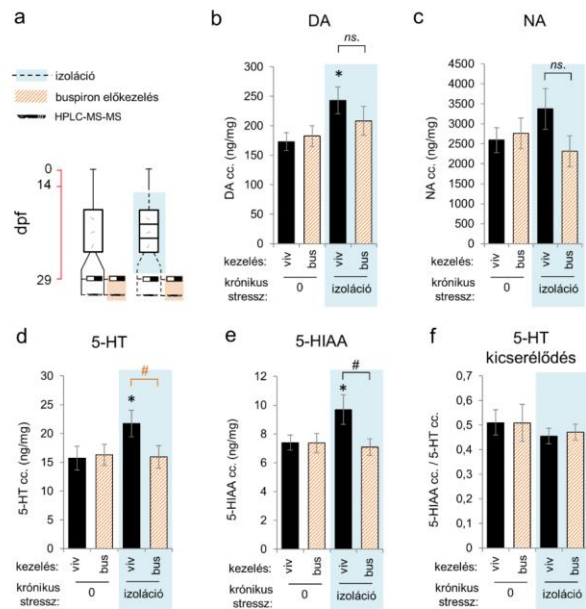 a
izoláció
buspiron előkezelés
HPLC-MS-MS
dpf
0
14
29
b
DA
ns.
*
DA cc. (ng/mg)
300
250
200
150
100
50
0
kezelés: viv bus viv bus
krónikus stressz: 0 izoláció
c
NA
ns.
NA cc. (ng/mg)
4500
4000
3500
3000
2500
2000
1500
1000
500
0
kezelés: viv bus viv bus
krónikus stressz: 0 izoláció
d
5-HT
#
*
5-HT cc. (ng/mg)
30
25
20
15
10
5
0
kezelés: viv bus viv bus
krónikus stressz: 0 izoláció
e
5-HIAA
#
*
5-HIAA cc. (ng/mg)
12
10
8
6
4
2
0
kezelés: viv bus viv bus
krónikus stressz: 0 izoláció
f
5-HT
kicserélődés
5-HIAA cc. / 5-HT cc.
0,7
0,6
0,5
0,4
0,3
0,2
0,1
0
kezelés: viv bus viv bus
krónikus stressz: 0 izoláció